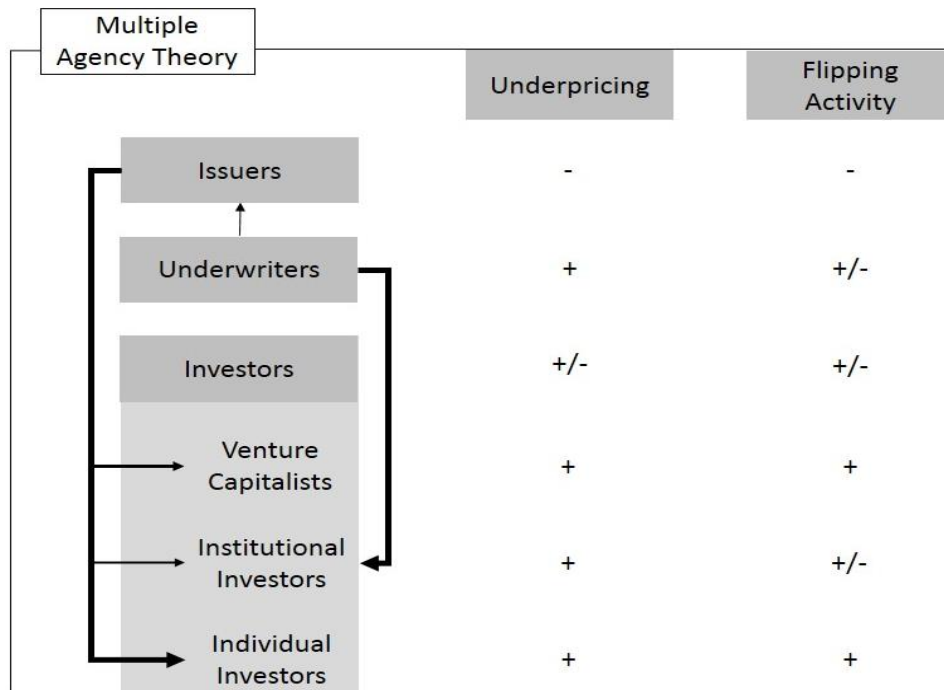 Multiple
Agency Theory
Underpricing
Flipping
Activity
Issuers
-
-
Underwriters
+
+/-
Investors
+/-
+/-
Venture
Capitalists
+
+
Institutional
Investors
+
+/-
Individual
Investors
+
+